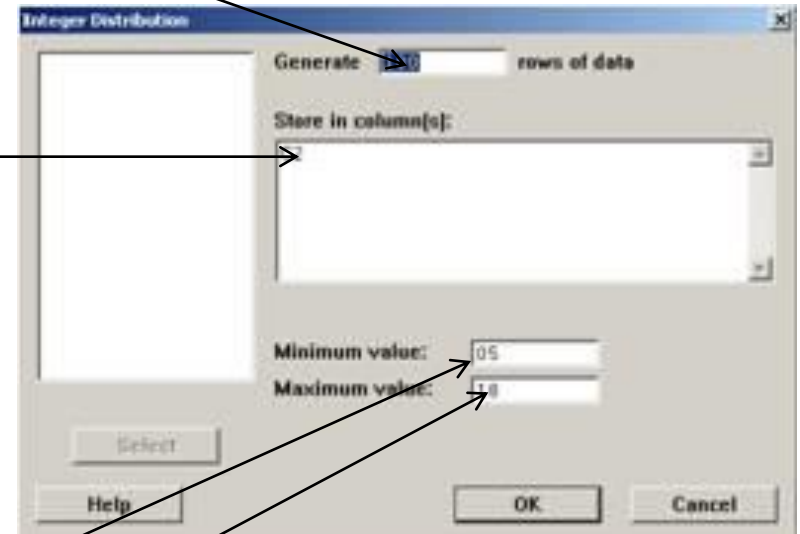 Integer Distribution
Generate rows of data
Store in column(s):
Minimum value: 05
Maximum value:
Select
Help OK Cancel